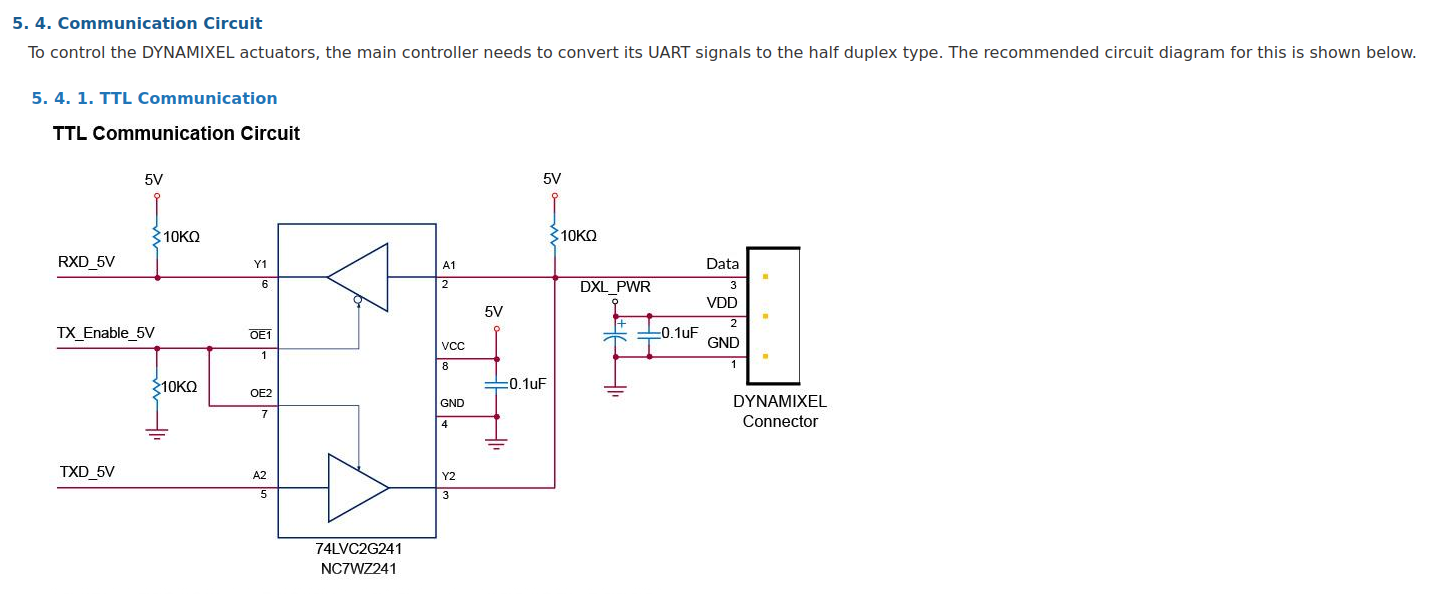 5. 4. Communication Circuit
To control the DYNAMIXEL actuators, the main controller needs to convert its UART signals to the half duplex type. The recommended circuit diagram for this is shown below.
5. 4. 1. TTL Communication
TTL Communication Circuit
5V
5V
10KΩ
10KΩ
RXD_5V
Y1
6
A1
2
Data
3
DXL_PWR
VDD
2
+
0.1uF
GND
1
5V
TX_Enable_5V
OE1
1
VCC
8
10KΩ
0.1uF
OE2
7
GND
4
DYNAMIXEL
Connector
TXD_5V
A2
5
Y2
3
74LVC2G241
NC7WZ241